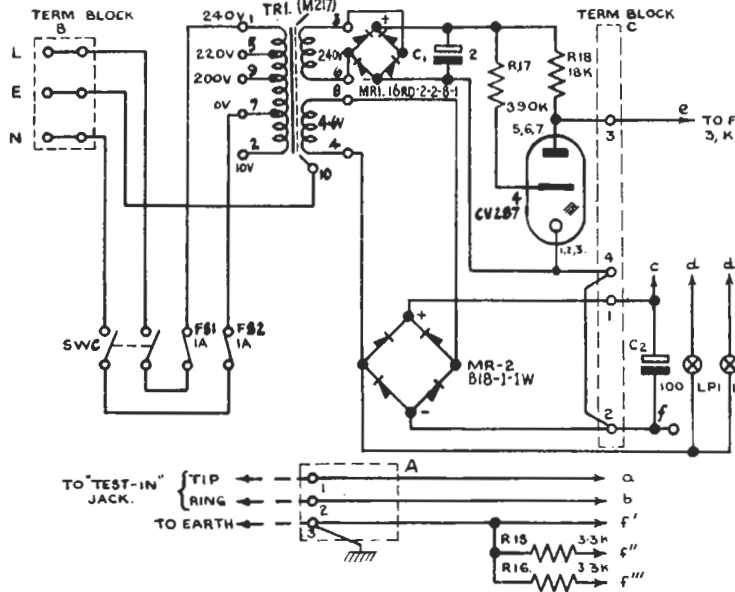 TERM BLOCK
B
L
E
N
240V 1
5
220V
9
200V
0V
7
2
10V
TR1. (M217)
240V
6
8
4·6V
4
10
+
-
C1
2
MR1. 16RD-2-2-8-1
R17
390K
R18
18K
5,6,7.
4
CV287
1,2,3.
TERM BLOCK
C
3
e
TO F
3, K
4
1
2
c
d
d
C2
100
LP1
f
SWC
FS1
1A
FS2
1A
+
-
MR-2
B18-1-1W
A
TO "TEST-IN"
JACK.
TIP
RING
TO EARTH
1
2
3
a
b
f'
R15
3·3K
f''
R16.
3·3K
f'''